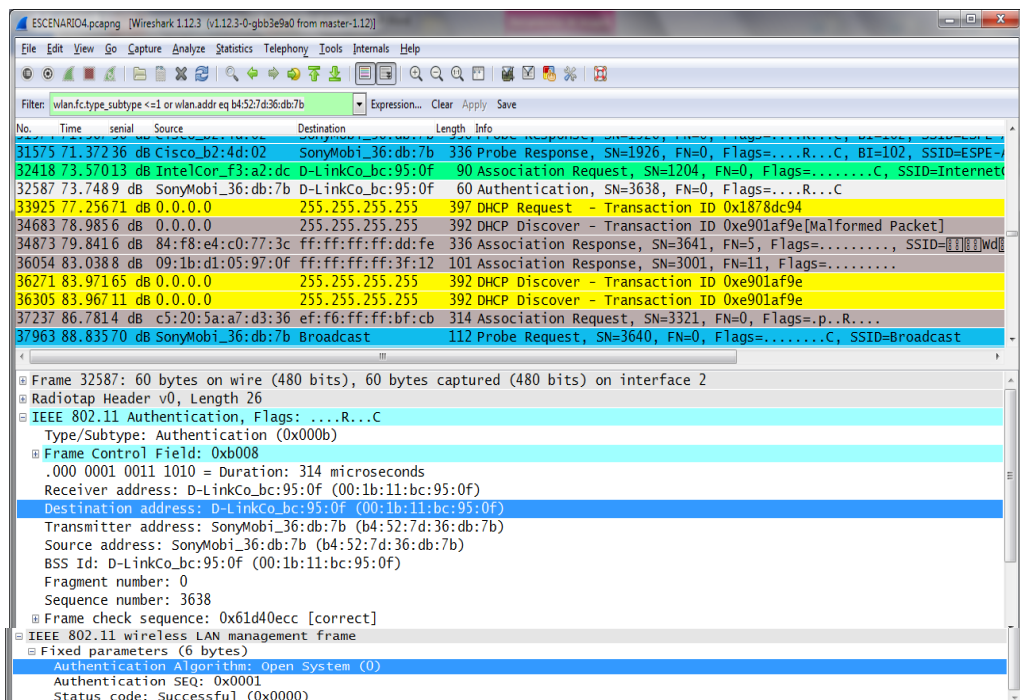 ESCENARIO4.pcapng [Wireshark 1.12.3 (v1.12.3-0-gbb3e9a0 from master-1.12)]
File Edit View Go Capture Analyze Statistics Telephony Tools Internals Help
Filter: wlan.fc.type_subtype <=1 or wlan.addr eq b4:52:7d:36:db:7b Expression... Clear Apply Save
No. Time senial Source Destination Length Info
31575 71.372 36 dB Cisco_b2:4d:02 SonyMobi_36:db:7b 336 Probe Response, SN=1926, FN=0, Flags=....R...C, BI=102, SSID=ESPE-
32418 73.570 13 dB IntelCor_f3:a2:dc D-LinkCo_bc:95:0f 90 Association Request, SN=1204, FN=0, Flags=........C, SSID=Internet
32587 73.748 9 dB SonyMobi_36:db:7b D-LinkCo_bc:95:0f 60 Authentication, SN=3638, FN=0, Flags=....R...C
33925 77.256 71 dB 0.0.0.0 255.255.255.255 397 DHCP Request - Transaction ID 0x1878dc94
34683 78.985 6 dB 0.0.0.0 255.255.255.255 392 DHCP Discover - Transaction ID 0xe901af9e[Malformed Packet]
34873 79.841 6 dB 84:f8:e4:c0:77:3c ff:ff:ff:ff:dd:fe 336 Association Response, SN=3641, FN=5, Flags=........., SSID=
36054 83.038 8 dB 09:1b:d1:05:97:0f ff:ff:ff:ff:3f:12 101 Association Response, SN=3001, FN=11, Flags=.........
36271 83.971 65 dB 0.0.0.0 255.255.255.255 392 DHCP Discover - Transaction ID 0xe901af9e
36305 83.967 11 dB 0.0.0.0 255.255.255.255 392 DHCP Discover - Transaction ID 0xe901af9e
37237 86.781 4 dB c5:20:5a:a7:d3:36 ef:f6:ff:ff:bf:cb 314 Association Request, SN=3321, FN=0, Flags=.p..R....
37963 88.835 70 dB SonyMobi_36:db:7b Broadcast 112 Probe Request, SN=3640, FN=0, Flags=........C, SSID=Broadcast
Frame 32587: 60 bytes on wire (480 bits), 60 bytes captured (480 bits) on interface 2
Radiotap Header v0, Length 26
IEEE 802.11 Authentication, Flags: ....R...C
Type/Subtype: Authentication (0x000b)
Frame Control Field: 0xb008
.000 0001 0011 1010 = Duration: 314 microseconds
Receiver address: D-LinkCo_bc:95:0f (00:1b:11:bc:95:0f)
Destination address: D-LinkCo_bc:95:0f (00:1b:11:bc:95:0f)
Transmitter address: SonyMobi_36:db:7b (b4:52:7d:36:db:7b)
Source address: SonyMobi_36:db:7b (b4:52:7d:36:db:7b)
BSS Id: D-LinkCo_bc:95:0f (00:1b:11:bc:95:0f)
Fragment number: 0
Sequence number: 3638
Frame check sequence: 0x61d40ecc [correct]
IEEE 802.11 wireless LAN management frame
Fixed parameters (6 bytes)
Authentication Algorithm: Open System (0)
Authentication SEQ: 0x0001
Status code: Successful (0x0000)